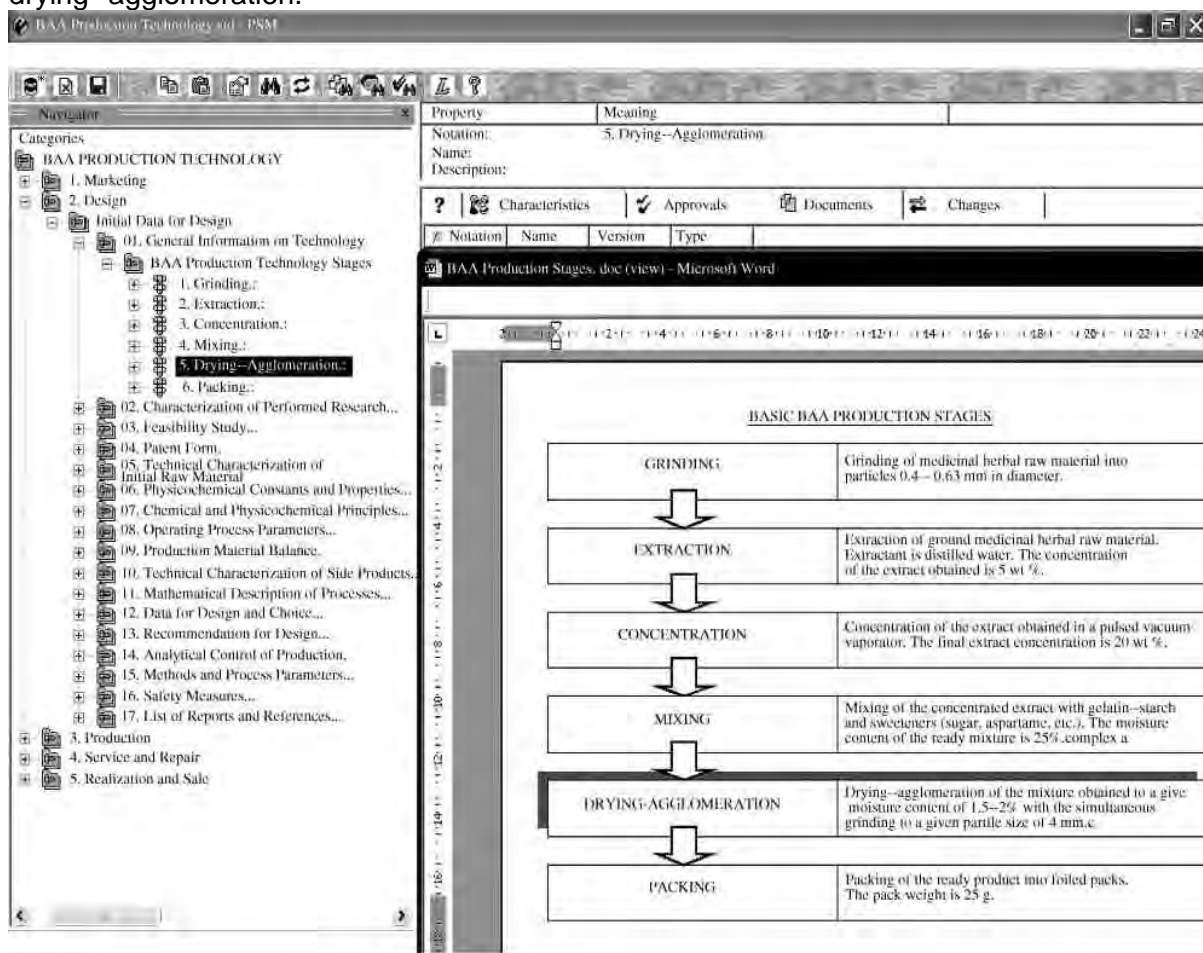 drying--agglomeration.
BAA Production Technology aid - PSM
Navigator
Categories
BAA PRODUCTION TECHNOLOGY
1. Marketing
2. Design
Initial Data for Design
01. General Information on Technology
BAA Production Technology Stages
1. Grinding.:
2. Extraction.:
3. Concentration.:
4. Mixing.:
5. Drying--Agglomeration.:
6. Packing.:
02. Characterization of Performed Research...
03. Feasibility Study...
04. Patent Form.
05. Technical Characterization of
Initial Raw Material
06. Physicochemical Constants and Properties...
07. Chemical and Physicochemical Principles...
08. Operating Process Parameters...
09. Production Material Balance.
10. Technical Characterization of Side Products.
11. Mathematical Description of Processes...
12. Data for Design and Choice...
13. Recommendation for Design...
14. Analytical Control of Production.
15. Methods and Process Parameters...
16. Safety Measures...
17. List of Reports and References...
3. Production
4. Service and Repair
5. Realization and Sale
Property Meaning
Notation: 5. Drying--Agglomeration
Name:
Description:
? Characteristics Approvals Documents Changes
Notation Name Version Type
BAA Production Stages. doc (view) - Microsoft Word
BASIC BAA PRODUCTION STAGES
GRINDING
Grinding of medicinal herbal raw material into
particles 0.4 – 0.63 mm in diameter.
EXTRACTION
Extraction of ground medicinal herbal raw material.
Extractant is distilled water. The concentration
of the extract obtained is 5 wt %.
CONCENTRATION
Concentration of the extract obtained in a pulsed vacuum
vaporator. The final extract concentration is 20 wt %.
MIXING
Mixing of the concentrated extract with gelatin--starch
and sweeteners (sugar, aspartame, etc.). The moisture
content of the ready mixture is 25%.complex a
DRYING-AGGLOMERATION
Drying--agglomeration of the mixture obtained to a give
moisture content of 1.5--2% with the simultaneous
grinding to a given partile size of 4 mm.c
PACKING
Packing of the ready product into foiled packs.
The pack weight is 25 g.